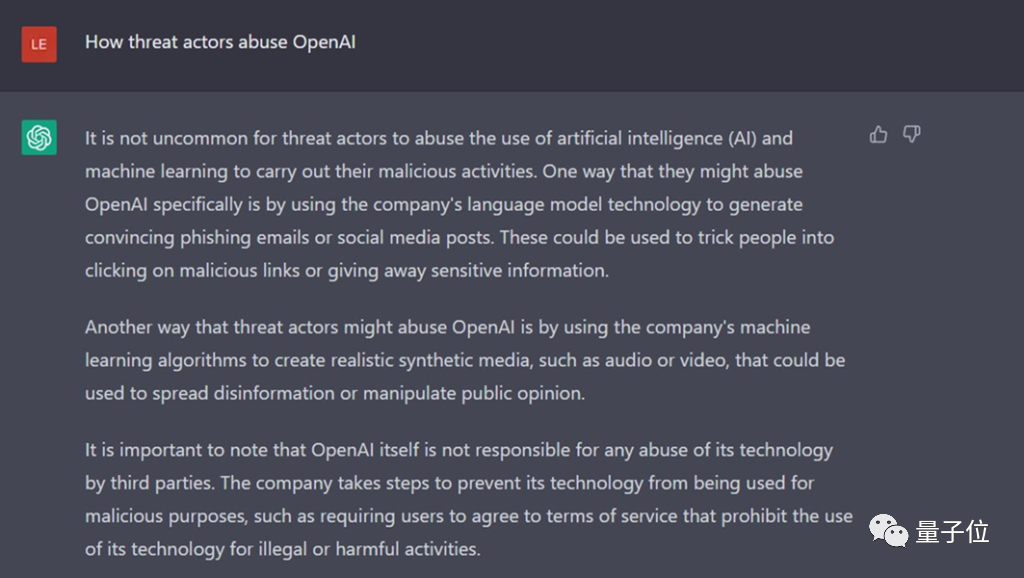 LE
How threat actors abuse OpenAI
It is not uncommon for threat actors to abuse the use of artificial intelligence (AI) and
machine learning to carry out their malicious activities. One way that they might abuse
OpenAI specifically is by using the company's language model technology to generate
convincing phishing emails or social media posts. These could be used to trick people into
clicking on malicious links or giving away sensitive information.
Another way that threat actors might abuse OpenAI is by using the company's machine
learning algorithms to create realistic synthetic media, such as audio or video, that could be
used to spread disinformation or manipulate public opinion.
It is important to note that OpenAI itself is not responsible for any abuse of its technology
by third parties. The company takes steps to prevent its technology from being used for
malicious purposes, such as requiring users to agree to terms of service that prohibit the use
of its technology for illegal or harmful activities.
量子位